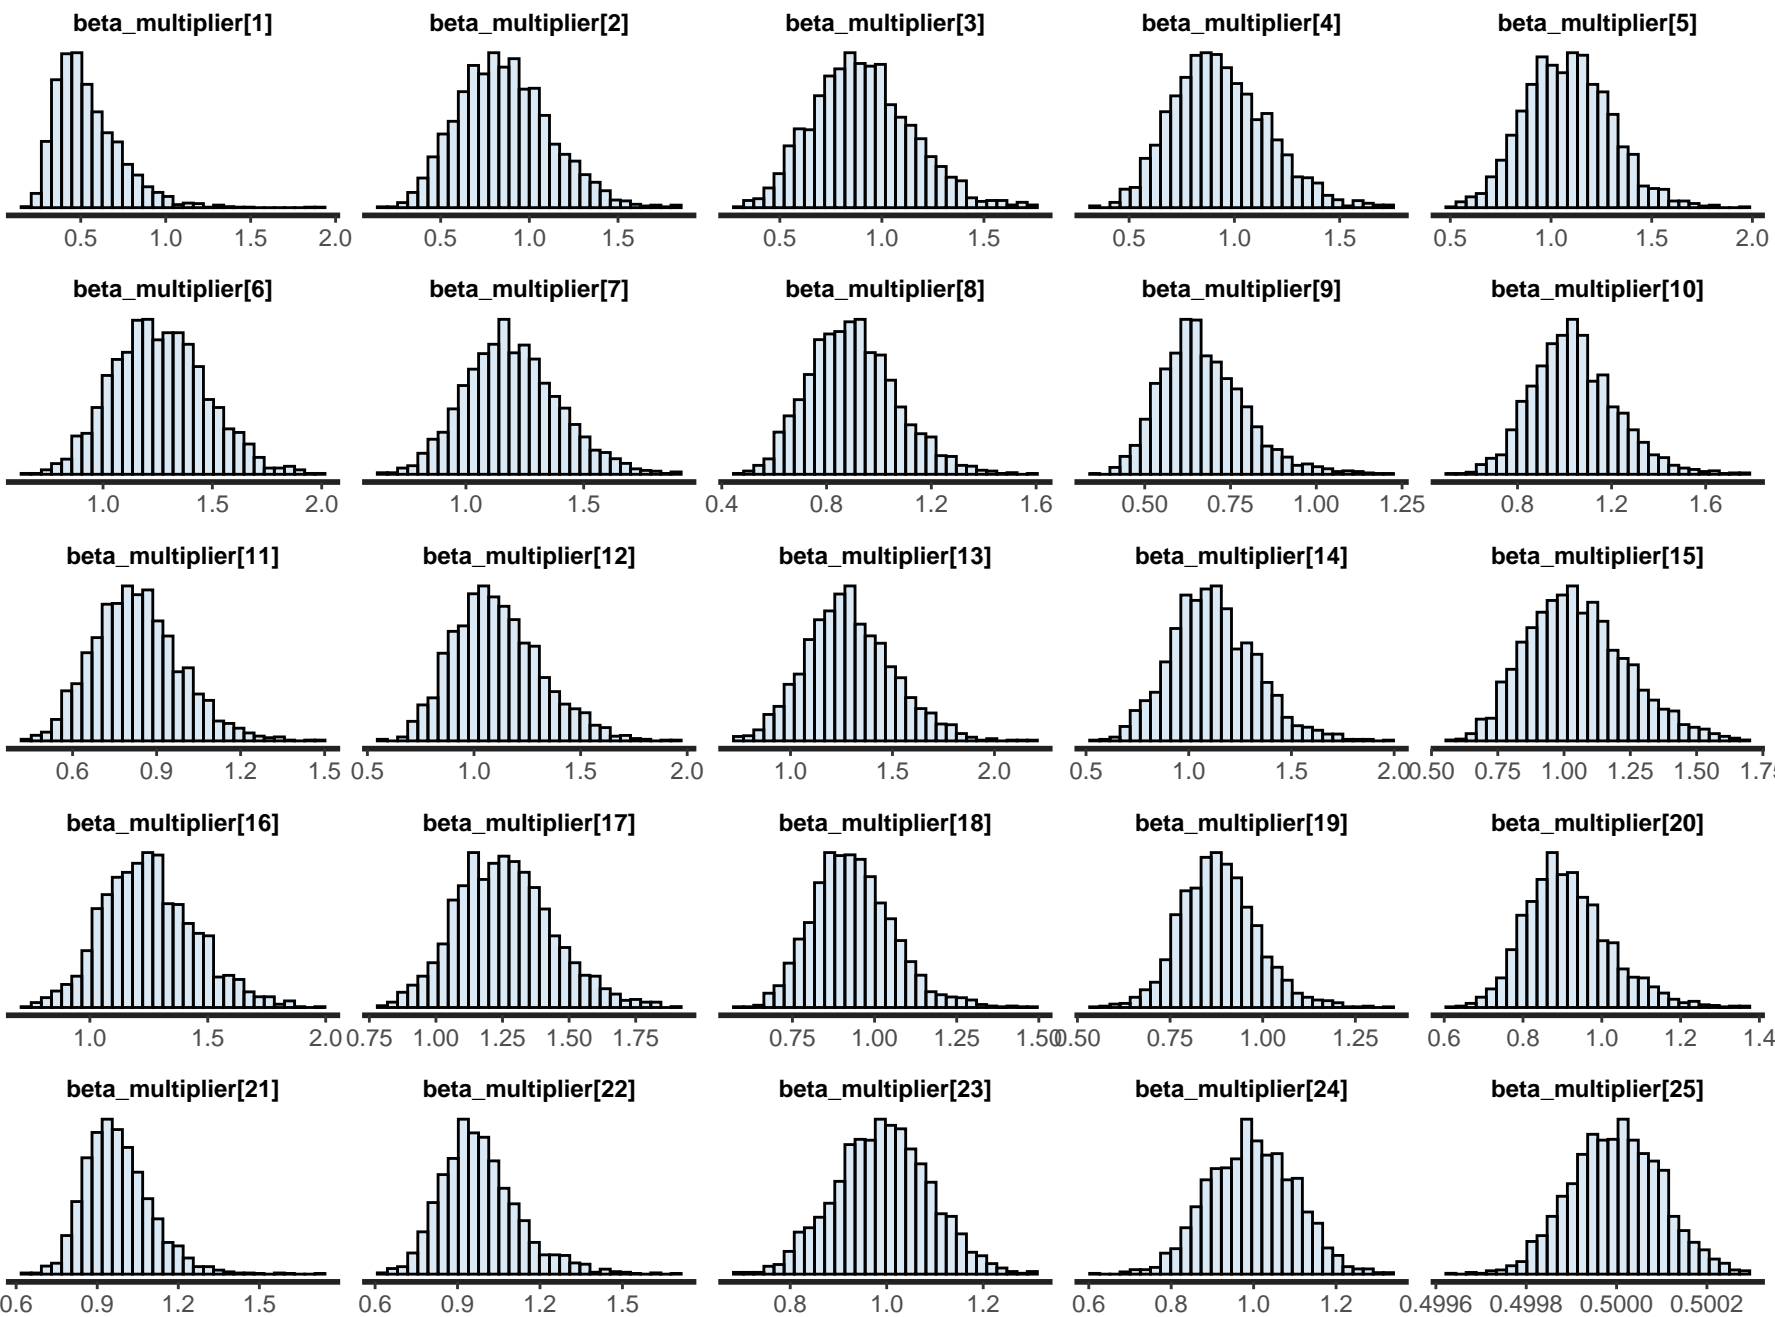 beta_multiplier[1] beta_multiplier[2] beta_multiplier[3] beta_multiplier[4] beta_multiplier[5]
0.5 1.0 1.5 2.0 0.5 1.0 1.5 0.5 1.0 1.5 0.5 1.0 1.5 0.5 1.0 1.5 2.0
beta_multiplier[6] beta_multiplier[7] beta_multiplier[8] beta_multiplier[9] beta_multiplier[10]
1.0 1.5 2.0 1.0 1.5 0.4 0.8 1.2 1.6 0.50 0.75 1.00 1.25 0.8 1.2 1.6
beta_multiplier[11] beta_multiplier[12] beta_multiplier[13] beta_multiplier[14] beta_multiplier[15]
0.6 0.9 1.2 1.5 0.5 1.0 1.5 2.0 1.0 1.5 2.0 0.5 1.0 1.5 2.0 0.50 0.75 1.00 1.25 1.50 1.75
beta_multiplier[16] beta_multiplier[17] beta_multiplier[18] beta_multiplier[19] beta_multiplier[20]
1.0 1.5 2.0 0.75 1.00 1.25 1.50 1.75 0.75 1.00 1.25 1.50 0.50 0.75 1.00 1.25 0.6 0.8 1.0 1.2 1.4
beta_multiplier[21] beta_multiplier[22] beta_multiplier[23] beta_multiplier[24] beta_multiplier[25]
0.6 0.9 1.2 1.5 0.6 0.9 1.2 1.5 0.8 1.0 1.2 0.6 0.8 1.0 1.2 0.4996 0.4998 0.5000 0.5002